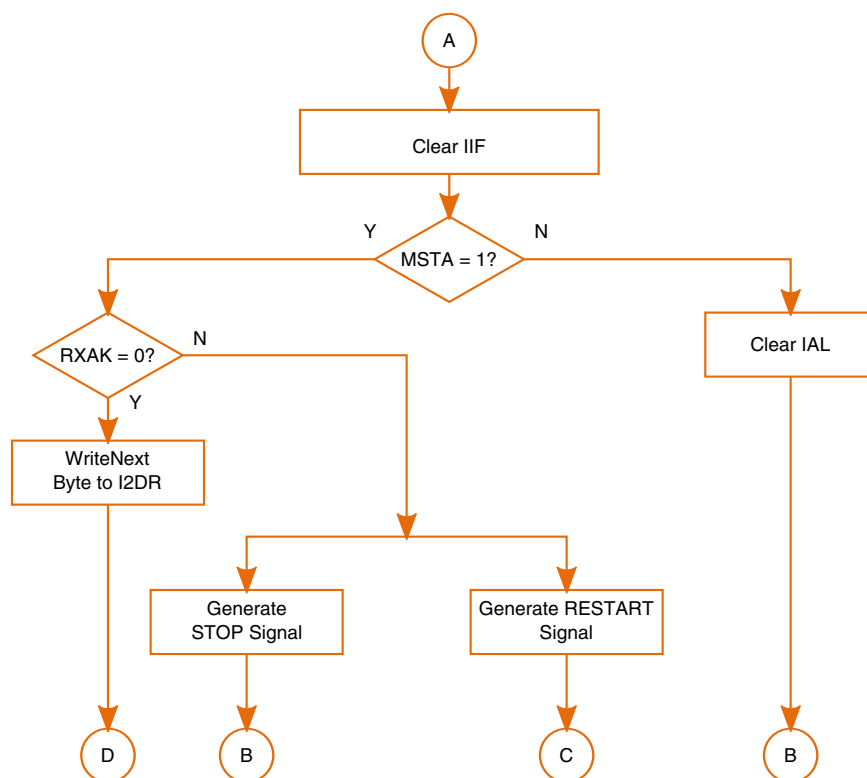 A
Clear IIF
Y
MSTA = 1?
N
RXAK = 0?
N
Clear IAL
Y
WriteNext
Byte to I2DR
Generate
STOP Signal
Generate RESTART
Signal
D
B
C
B